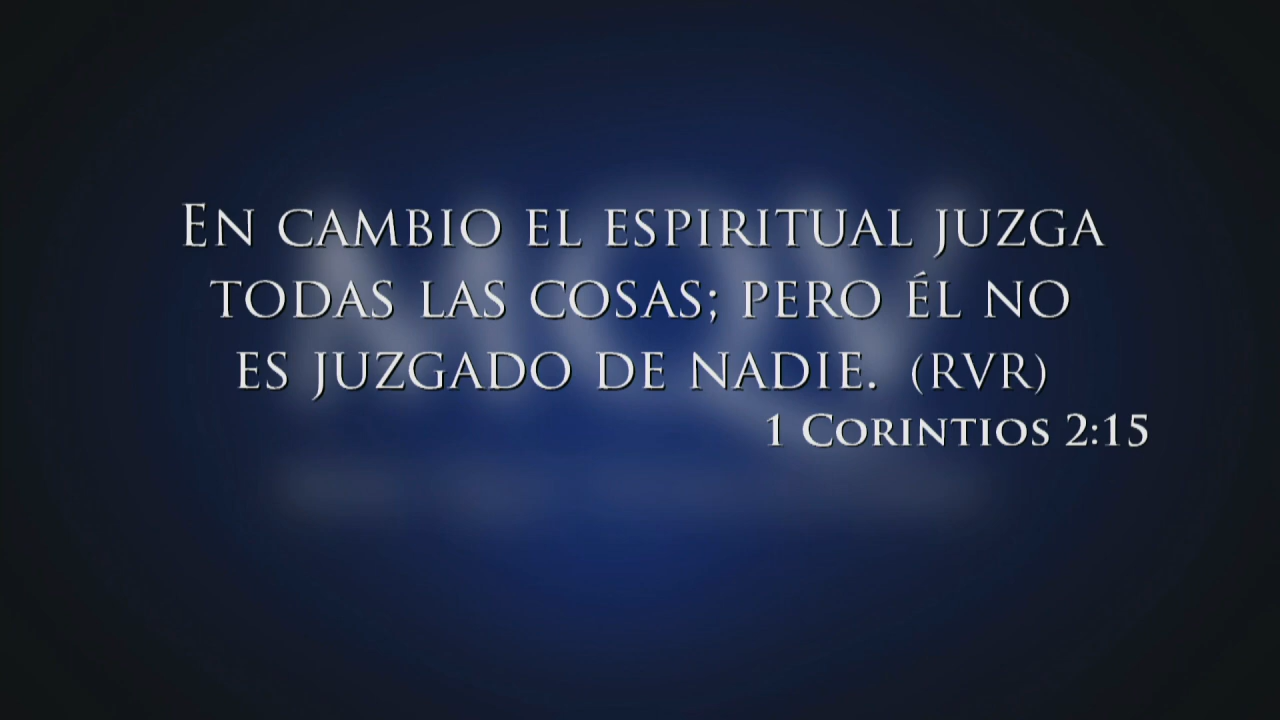 En cambio el espiritual juzga
todas las cosas; pero él no
es juzgado de nadie. (RVR)
1 Corintios 2:15